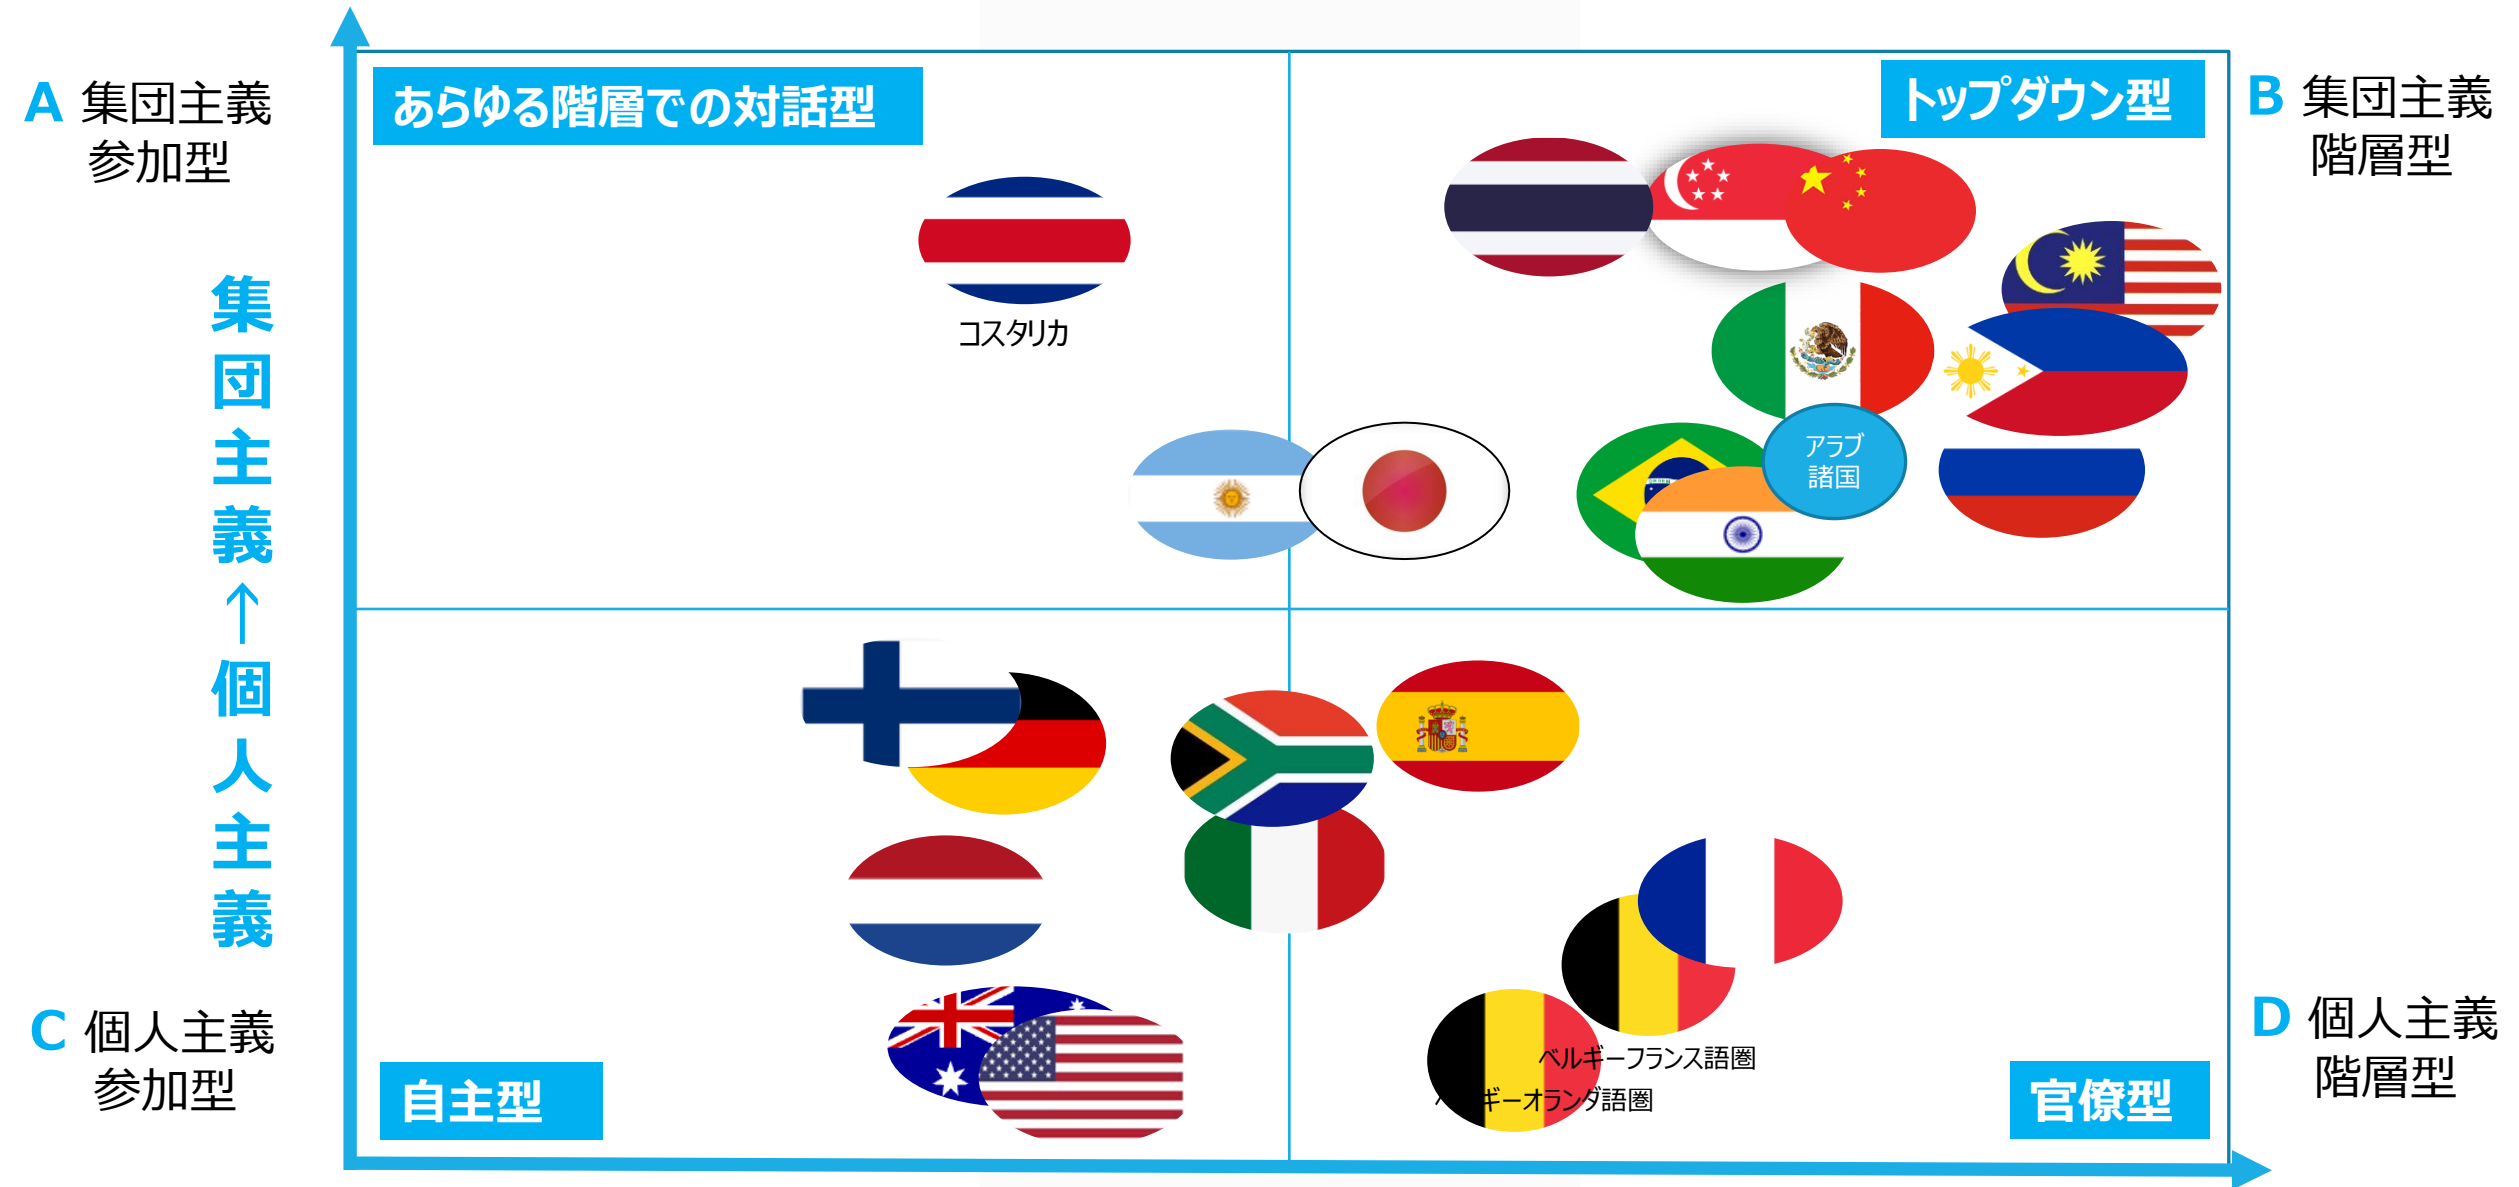 A 集団主義
参加型
あらゆる階層での対話型
トップダウン型
B 集団主義
階層型
コスタリカ
アラブ
諸国
集団主義←個人主義
C 個人主義
参加型
自主型
ベルギーフランス語圏
ギーオランダ語圏
官僚型
D 個人主義
階層型